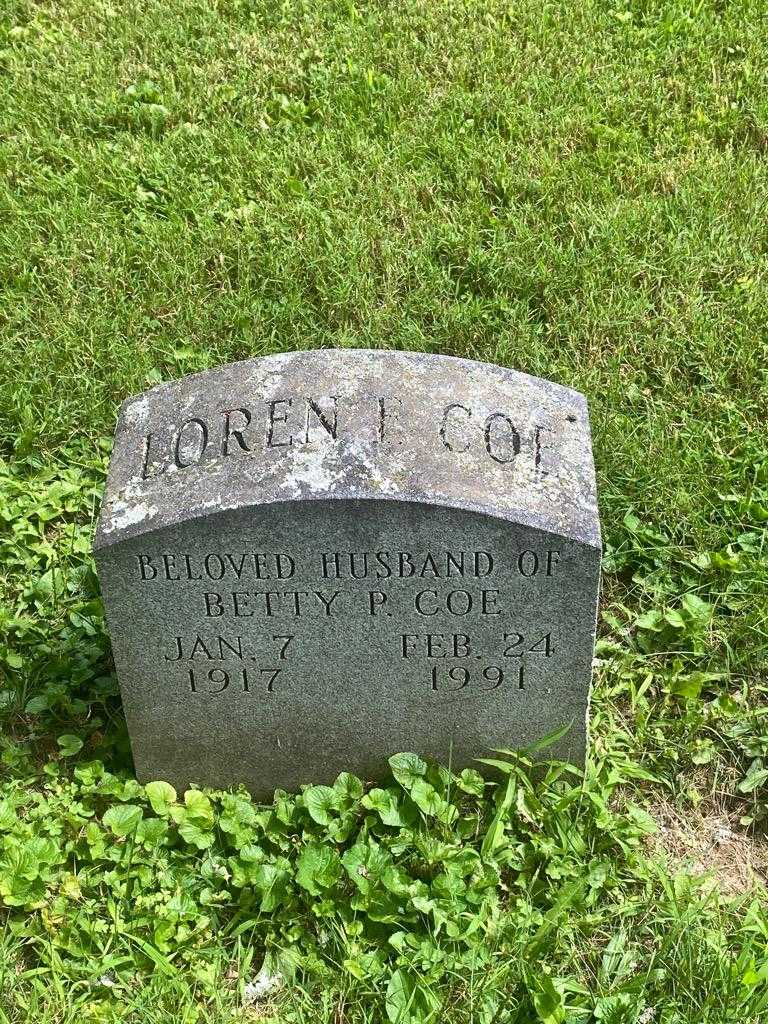 LOREN E COE
BELOVED HUSBAND OF
BETTY P. COE
JAN. 7 FEB. 24
1917 1991